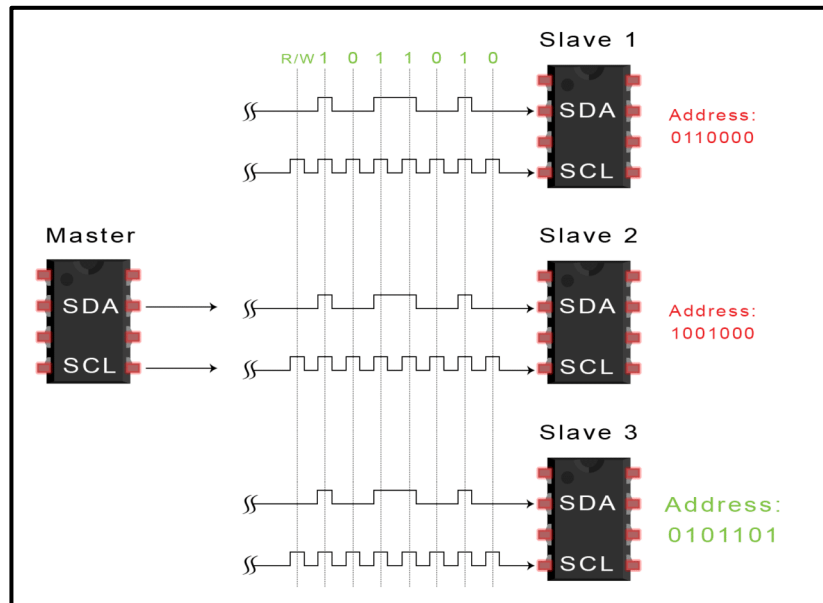 Slave 1
R/W 1 0 1 1 0 1 0
SDA
Address:
0110000
SCL
Master
SDA
SCL
Slave 2
SDA
Address:
1001000
SCL
Slave 3
SDA
Address:
0101101
SCL